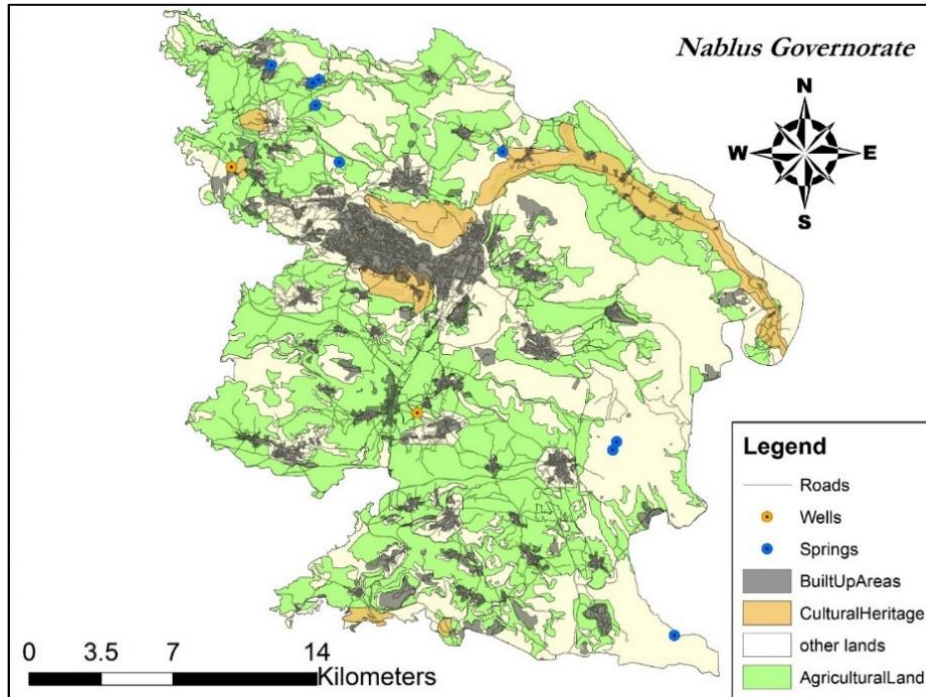 Nablus Governorate
N
W E
S
Legend
Roads
Wells
Springs
BuiltUpAreas
CulturalHeritage
other lands
AgriculturalLand
0 3.5 7 14
Kilometers